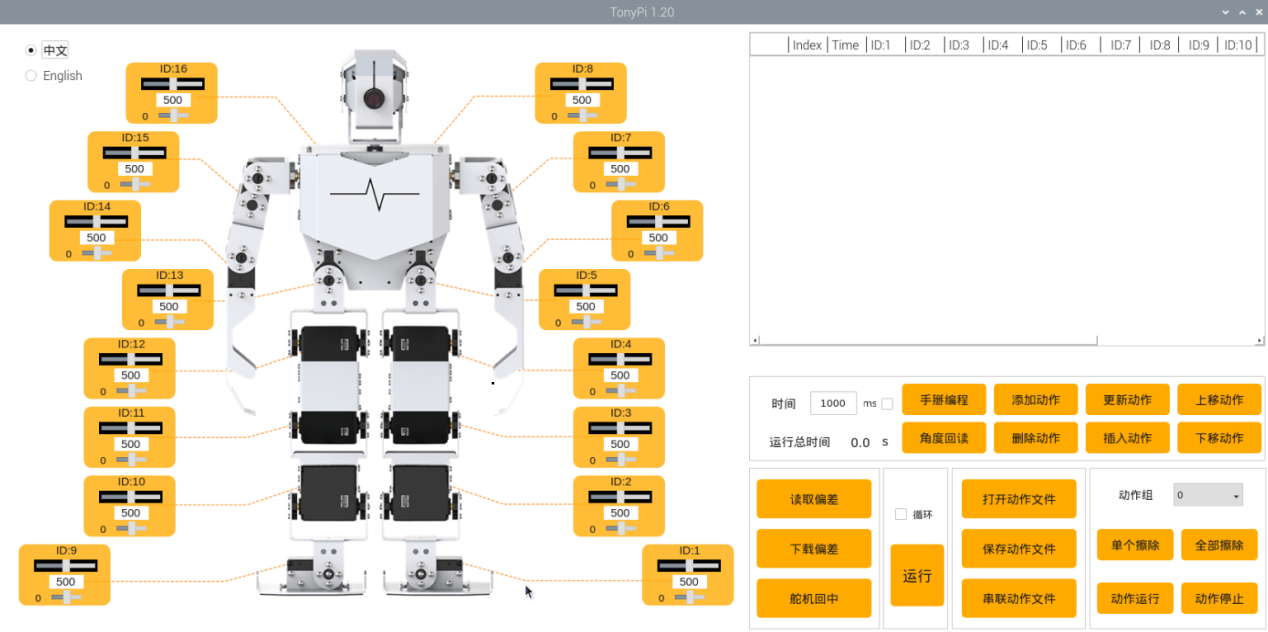 TonyPi 1.20
中文
English
ID:16
500
0
ID:15
500
0
ID:14
500
0
ID:13
500
0
ID:12
500
0
ID:11
500
0
ID:10
500
0
ID:9
500
0
ID:8
500
0
ID:7
500
0
ID:6
500
0
ID:5
500
0
ID:4
500
0
ID:3
500
0
ID:2
500
0
ID:1
500
0
Index Time ID:1 ID:2 ID:3 ID:4 ID:5 ID:6 ID:7 ID:8 ID:9 ID:10
时间 1000 ms 手掰编程 添加动作 更新动作 上移动作
运行总时间 0.0 s 角度回读 删除动作 插入动作 下移动作
读取偏差
下载偏差
舵机回中
循环
运行
打开动作文件
保存动作文件
串联动作文件
动作组 0
单个擦除 全部擦除
动作运行 动作停止